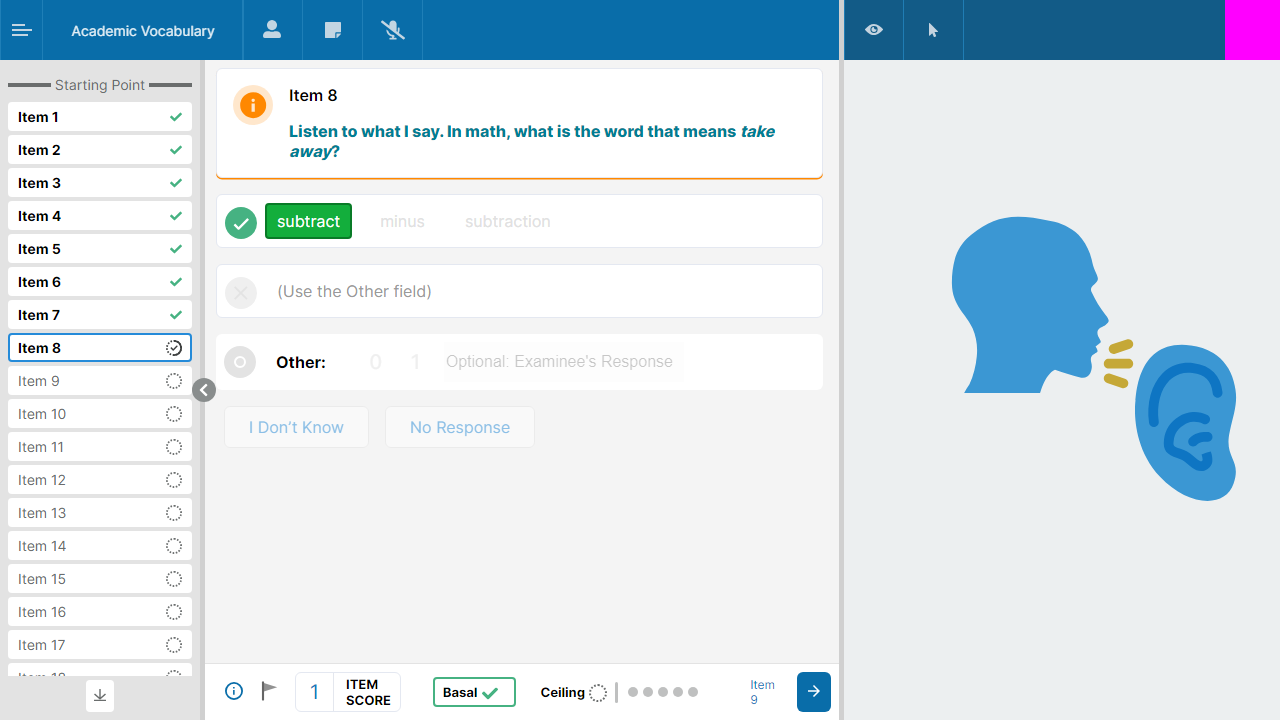 Academic Vocabulary
Starting Point
Item 1
Item 2
Item 3
Item 4
Item 5
Item 6
Item 7
Item 8
Item 9
Item 10
Item 11
Item 12
Item 13
Item 14
Item 15
Item 16
Item 17
Item 18
Item 8
Listen to what I say. In math, what is the word that means take
away?
subtract minus subtraction
(Use the Other field)
Other: 0 1 Optional: Examinee's Response
I Don't Know No Response
1 ITEM
SCORE
Basal
Ceiling
Item
9